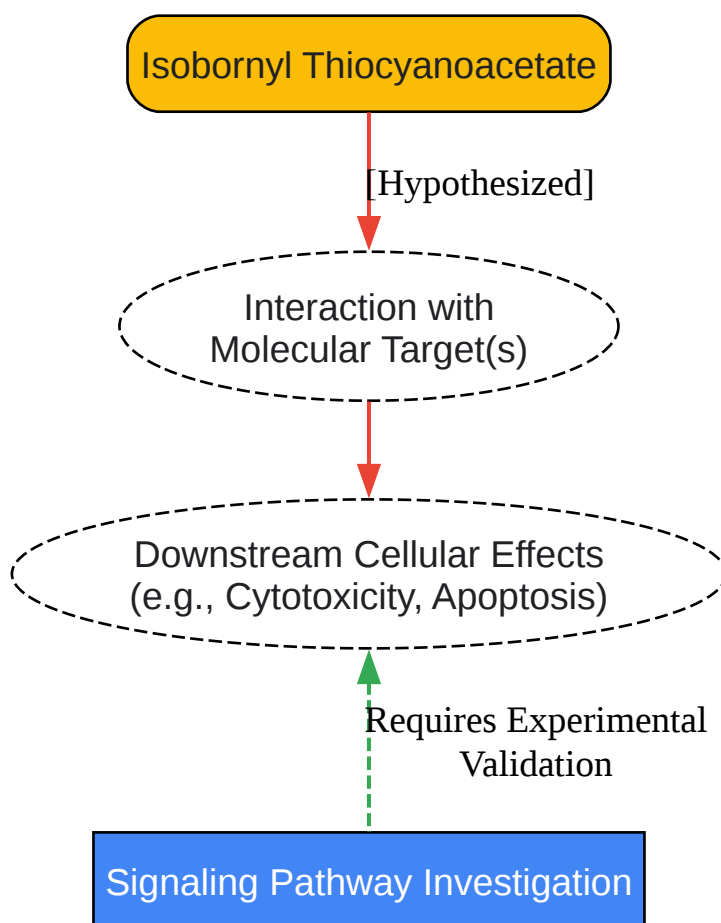 Isobornyl Thiocyanoacetate
[Hypothesized]
Interaction with
Molecular Target(s)
Downstream Cellular Effects
(e.g., Cytotoxicity, Apoptosis)
Requires Experimental
Validation
Signaling Pathway Investigation